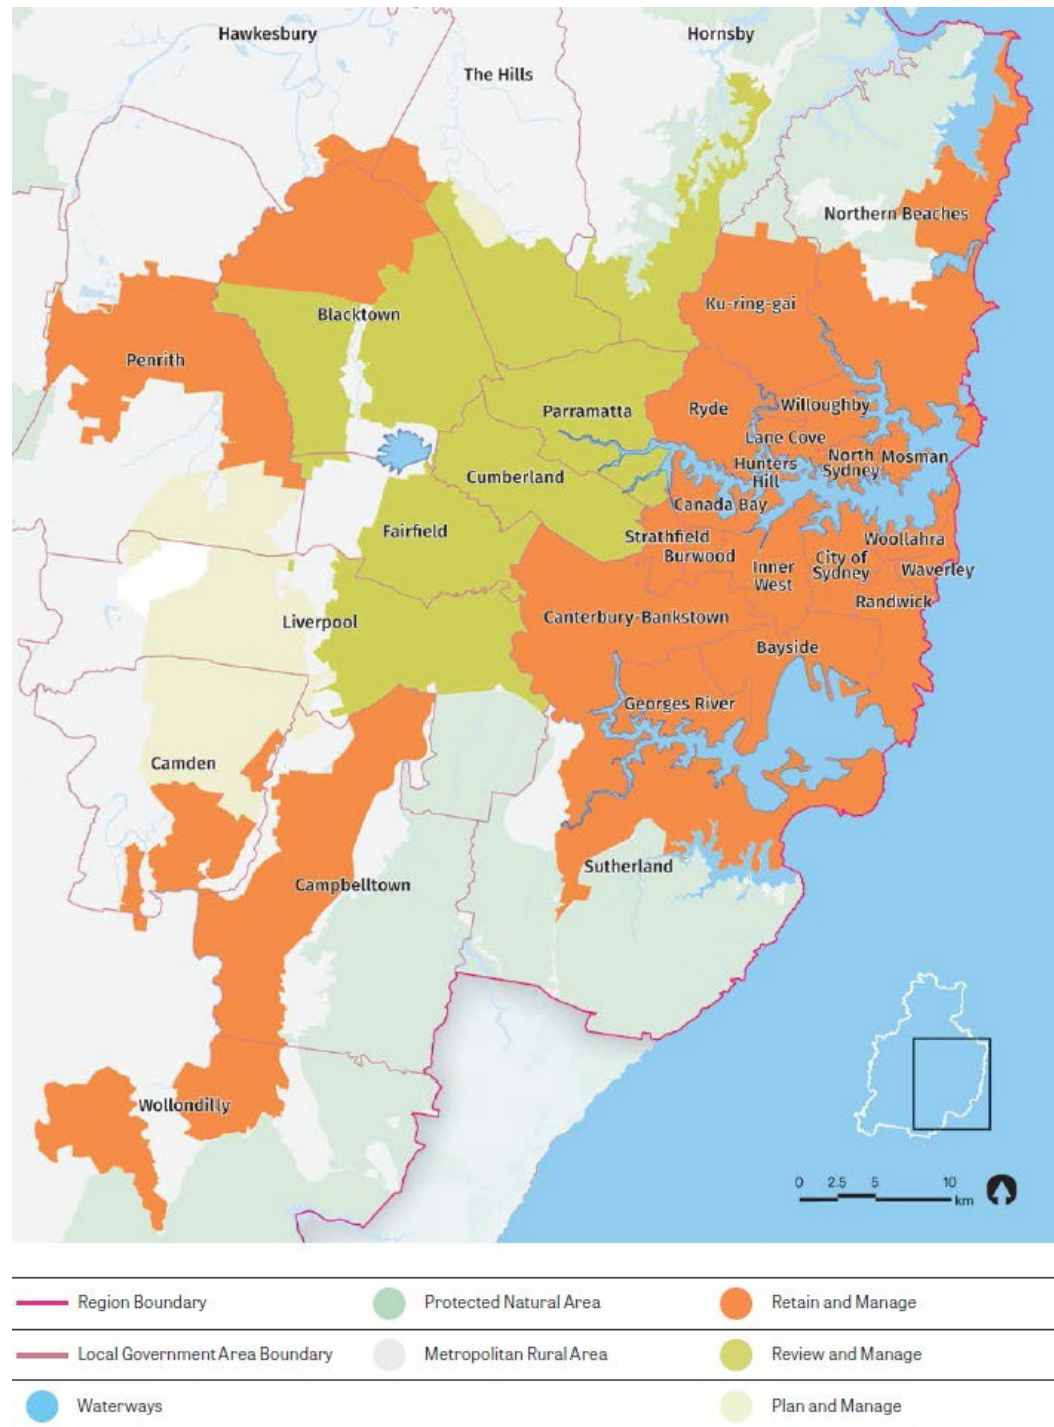 Hawkesbury
Hornsby
The Hills
Northern Beaches
Ku-ring-gai
Blacktown
Penrith
Parramatta
Ryde
Willoughby
Lane Cove
North
Sydney
Mosman
Hunters
Hill
Cumberland
Canada Bay
Fairfield
Strathfield
Burwood
Woollahra
City of
Sydney
Inner
West
Waverley
Randwick
Liverpool
Canterbury-Bankstown
Bayside
Georges River
Camden
Sutherland
Campbelltown
Wollondilly
0 2.5 5 10
km
Region Boundary
Protected Natural Area
Retain and Manage
Local Government Area Boundary
Metropolitan Rural Area
Review and Manage
Waterways
Plan and Manage